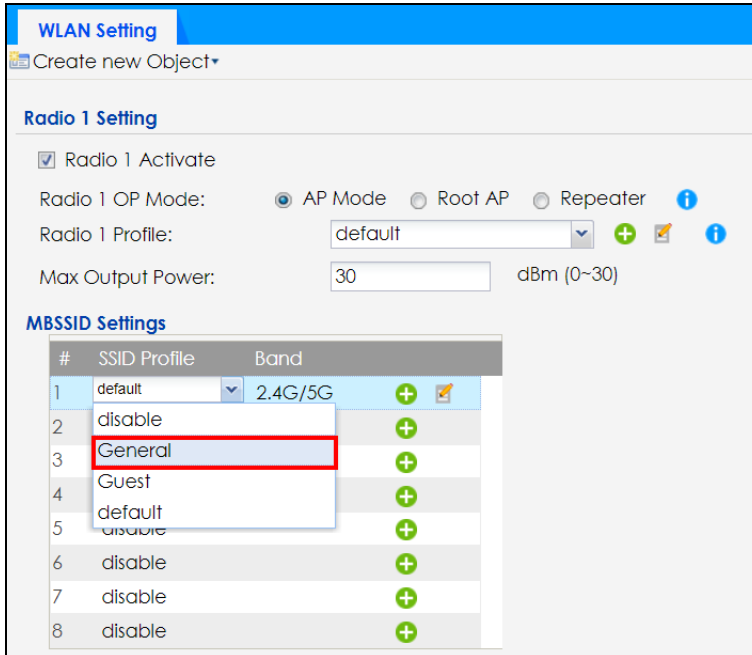 WLAN Setting
Create new Object
Radio 1 Setting
Radio 1 Activate
Radio 1 OP Mode: AP Mode Root AP Repeater
Radio 1 Profile: default
Max Output Power: 30 dBm (0~30)
MBSSID Settings
# SSID Profile Band
1 default 2.4G/5G
2 disable
3 General
4 Guest
default
5 disable
6 disable
7 disable
8 disable